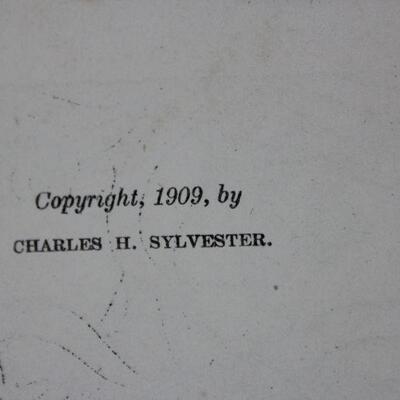 Copyright, 1909, by
CHARLES H. SYLVESTER.